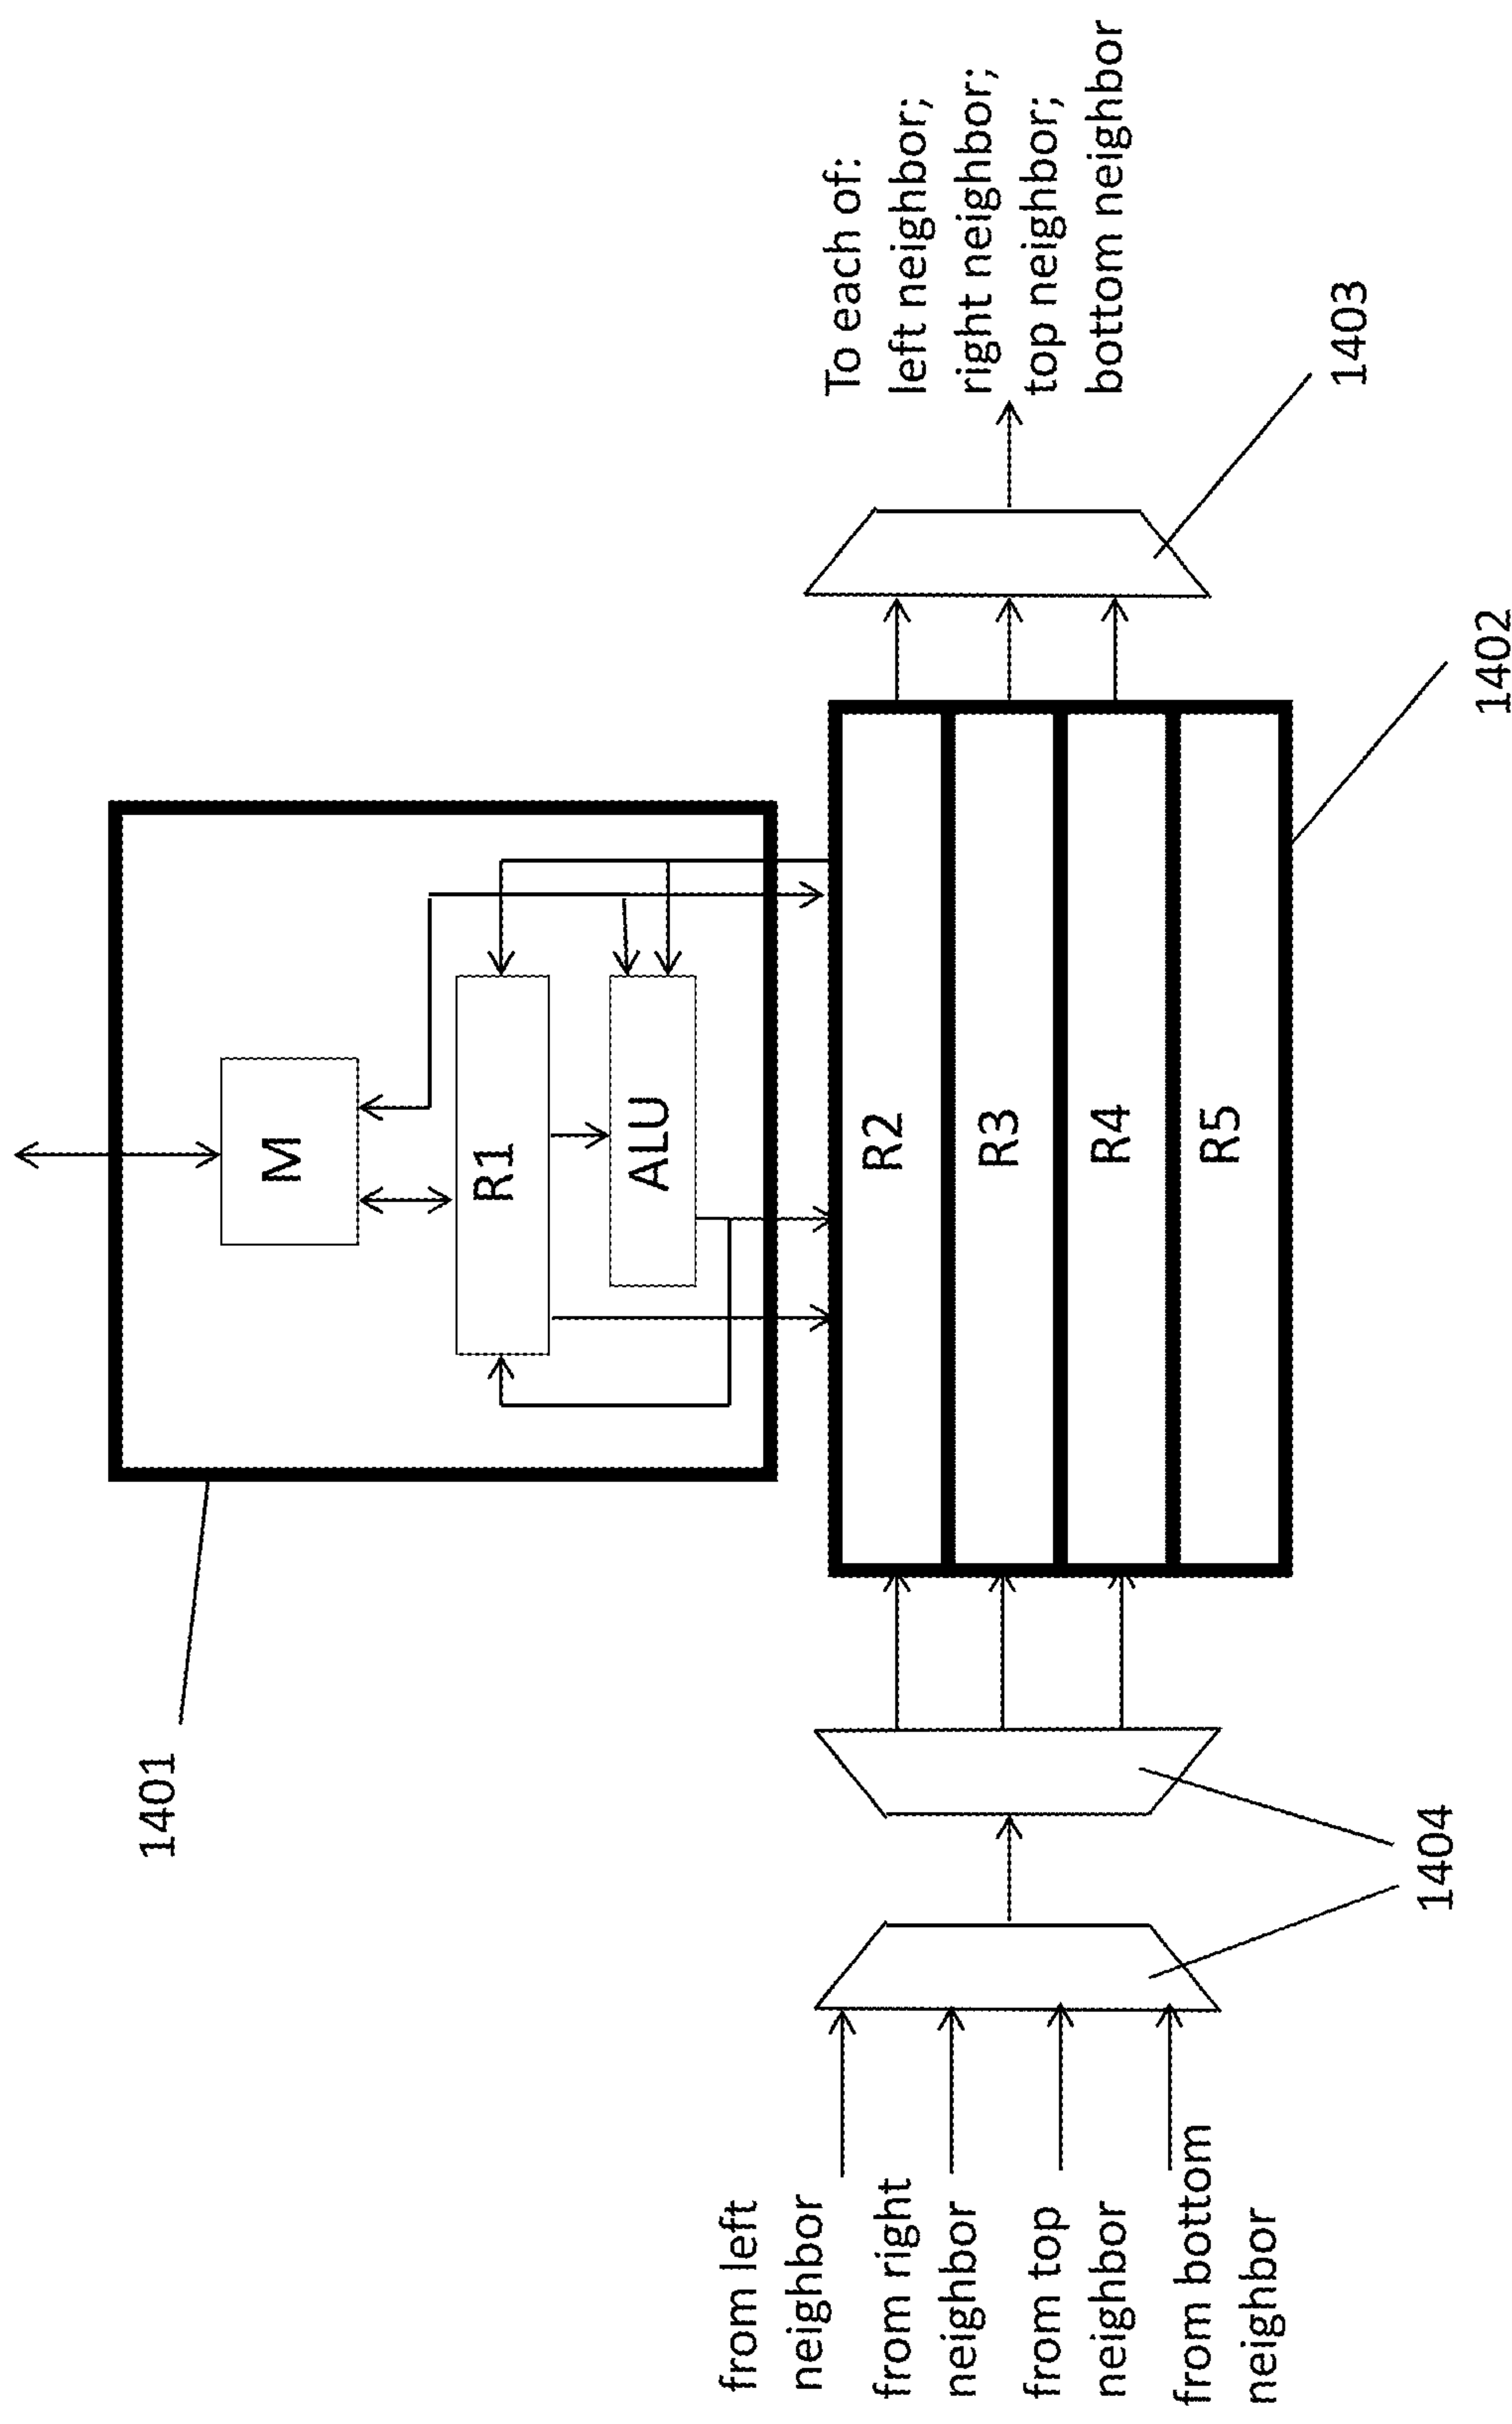 1401
M
R1
ALU
R2
R3
R4
R5
from left
neighbor
from right
neighbor
from top
neighbor
from bottom
neighbor
To each of:
left neighbor;
right neighbor;
top neighbor;
bottom neighbor
1404
1402
1403